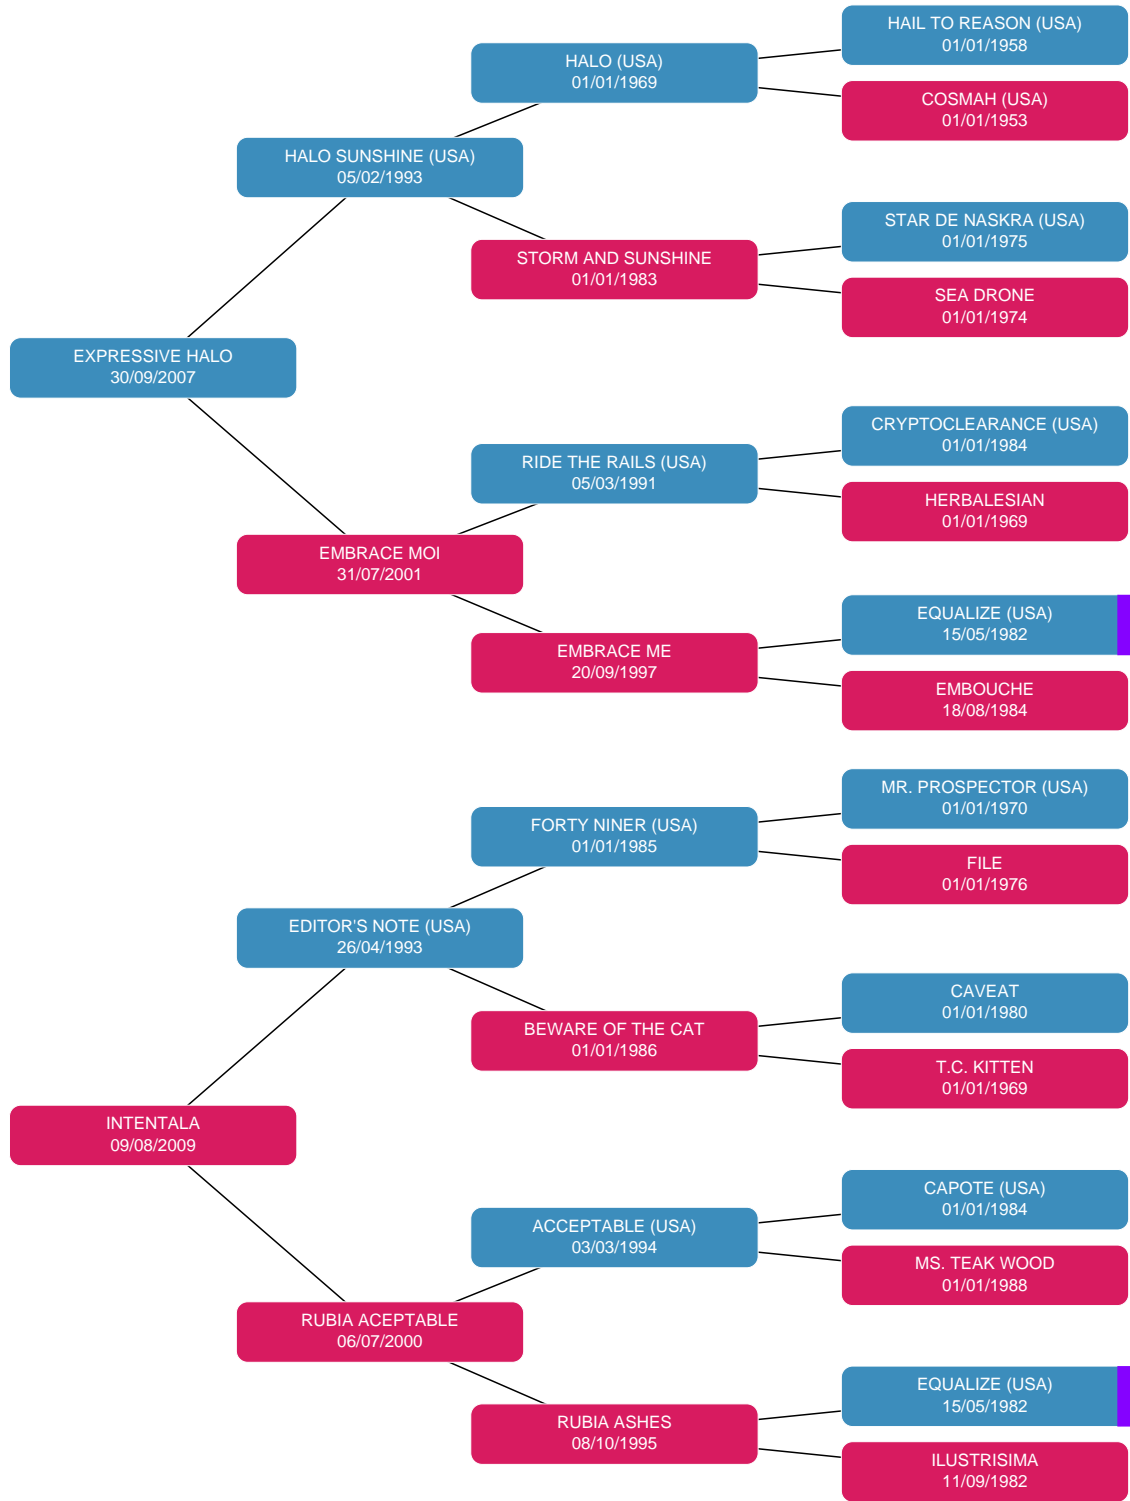 HAIL TO REASON (USA)
01/01/1958
HALO (USA)
01/01/1969
COSMAH (USA)
01/01/1953
HALO SUNSHINE (USA)
05/02/1993
STAR DE NASKRA (USA)
01/01/1975
STORM AND SUNSHINE
01/01/1983
SEA DRONE
01/01/1974
EXPRESSIVE HALO
30/09/2007
CRYPTOCLEARANCE (USA)
01/01/1984
RIDE THE RAILS (USA)
05/03/1991
HERBALESIAN
01/01/1969
EMBRACE MOI
31/07/2001
EQUALIZE (USA)
15/05/1982
EMBRACE ME
20/09/1997
EMBOUCHE
18/08/1984
MR. PROSPECTOR (USA)
01/01/1970
FORTY NINER (USA)
01/01/1985
FILE
01/01/1976
EDITOR'S NOTE (USA)
26/04/1993
CAVEAT
01/01/1980
BEWARE OF THE CAT
01/01/1986
T.C. KITTEN
01/01/1969
INTENTALA
09/08/2009
CAPOTE (USA)
01/01/1984
ACCEPTABLE (USA)
03/03/1994
MS. TEAK WOOD
01/01/1988
RUBIA ACEPTABLE
06/07/2000
EQUALIZE (USA)
15/05/1982
RUBIA ASHES
08/10/1995
ILUSTRISIMA
11/09/1982